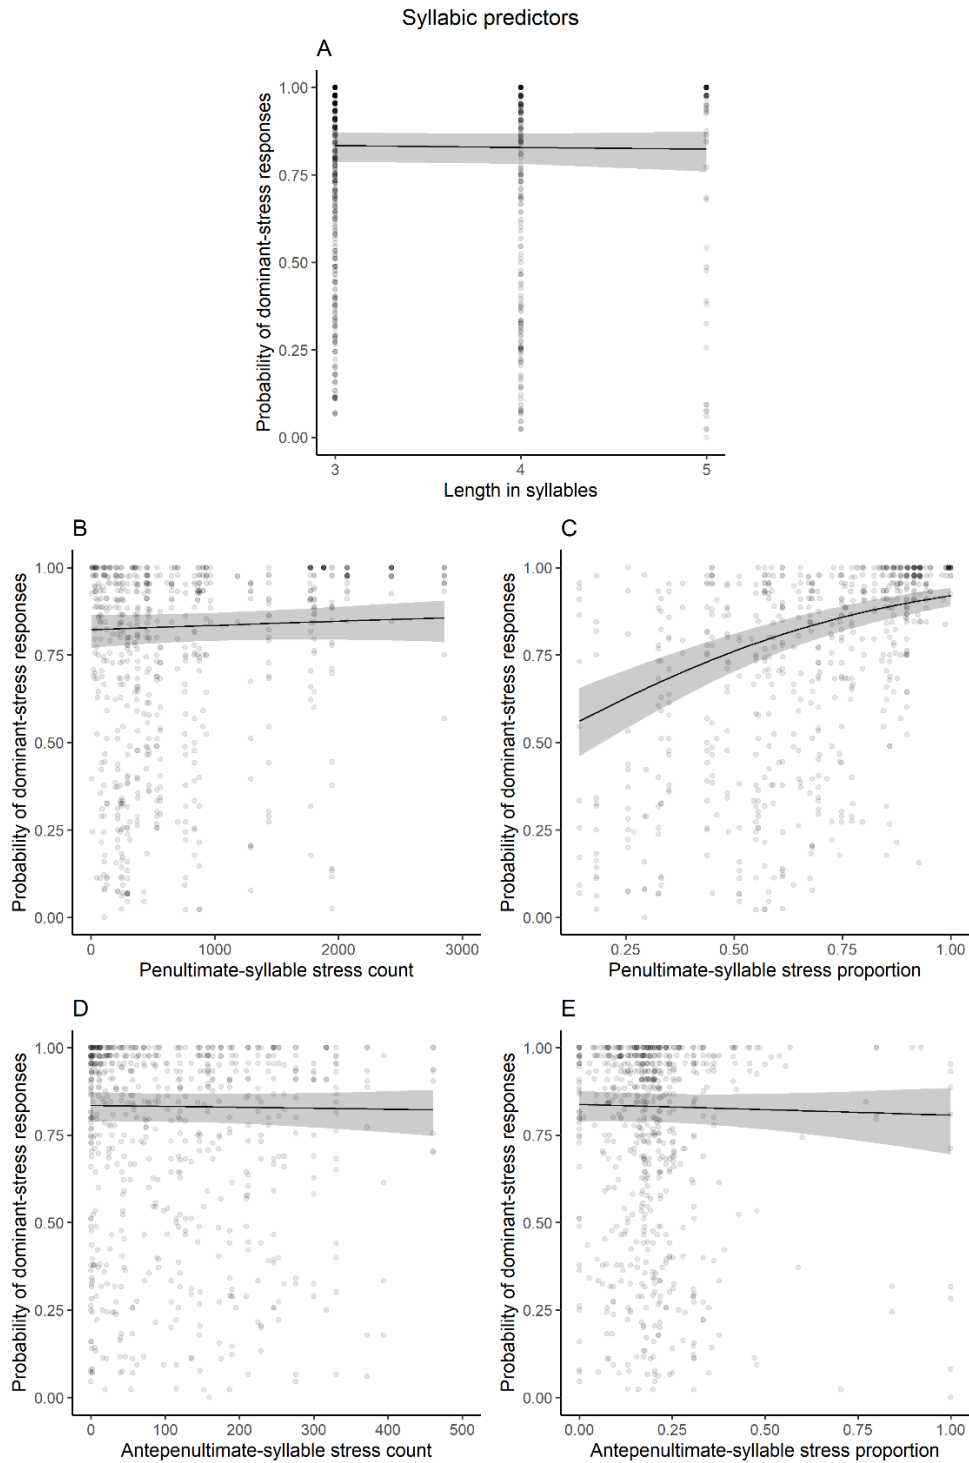 Syllabic predictors
A
Probability of dominant-stress responses
1.00
0.75
0.50
0.25
0.00
3
4
5
Length in syllables
B
Probability of dominant-stress responses
1.00
0.75
0.50
0.25
0.00
0
1000
2000
3000
Penultimate-syllable stress count
C
Probability of dominant-stress responses
1.00
0.75
0.50
0.25
0.00
0.25
0.50
0.75
1.00
Penultimate-syllable stress proportion
D
Probability of dominant-stress responses
1.00
0.75
0.50
0.25
0.00
0
100
200
300
400
500
Antepenultimate-syllable stress count
E
Probability of dominant-stress responses
1.00
0.75
0.50
0.25
0.00
0.00
0.25
0.50
0.75
1.00
Antepenultimate-syllable stress proportion